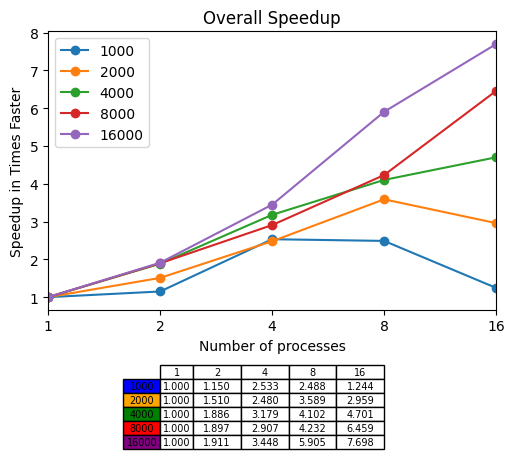 Overall Speedup
8
7
6
5
4
3
2
1
Speedup in Times Faster
1000
2000
4000
8000
16000
1 2 4 8 16
Number of processes
1 2 4 8 16
1000 1.000 1.150 2.533 2.488 1.244
2000 1.000 1.510 2.480 3.589 2.959
4000 1.000 1.886 3.179 4.102 4.701
8000 1.000 1.897 2.907 4.232 6.459
16000 1.000 1.911 3.448 5.905 7.698